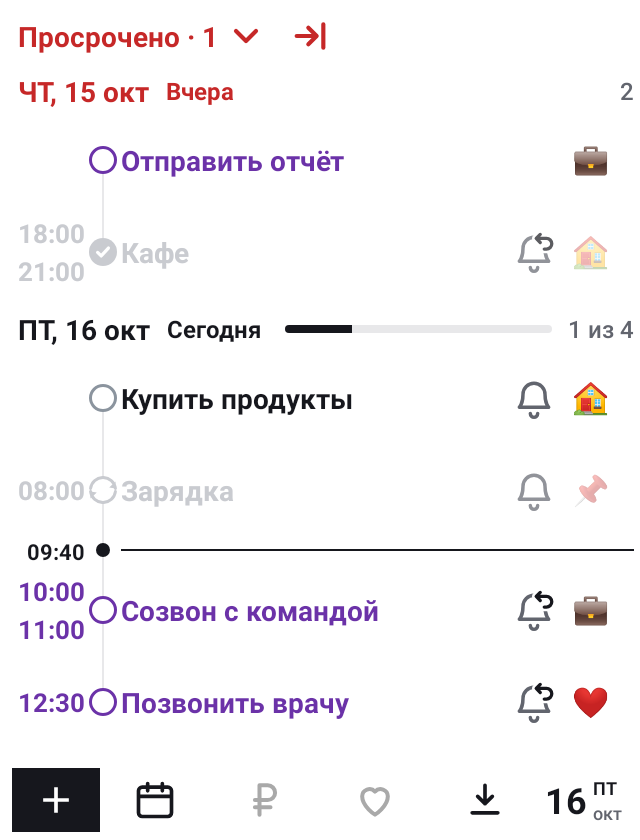 Просрочено · 1
ЧТ, 15 окт Вчера 2
Отправить отчёт
18:00
Кафе
21:00
ПТ, 16 окт Сегодня 1 из 4
Купить продукты
08:00 Зарядка
09:40
10:00
Созвон с командой
11:00
12:30 Позвонить врачу
16 ПТ
окт